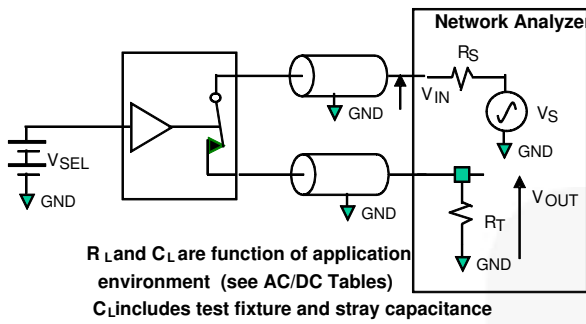 Network Analyzer
RS
GND
VIN
VS
GND
VSEL
GND
GND
RT
VOUT
GND
R L and C L are function of application
environment (see AC/DC Tables)
CL includes test fixture and stray capacitance